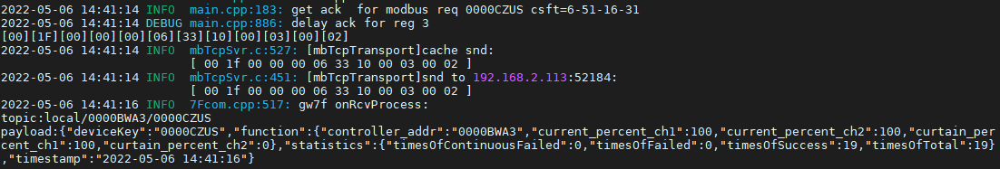 2022-05-06 14:41:14 INFO  main.cpp:183: get ack  for modbus req 0000CZUS csft=6-51-16-31
2022-05-06 14:41:14 DEBUG main.cpp:886: delay ack for reg 3
[00][1F][00][00][00][06][33][10][00][03][00][02]
2022-05-06 14:41:14 INFO  mbTcpSvr.c:527: [mbTcpTransport]cache snd:
[ 00 1f 00 00 00 06 33 10 00 03 00 02 ]
2022-05-06 14:41:14 INFO  mbTcpSvr.c:451: [mbTcpTransport]snd to 192.168.2.113:52184:
[ 00 1f 00 00 00 06 33 10 00 03 00 02 ]
2022-05-06 14:41:16 INFO  7Fcom.cpp:517: gw7f onRcvProcess:
topic:local/0000BWA3/0000CZUS
payload:{"deviceKey":"0000CZUS","function":{"controller_addr":"0000BWA3","current_percent_ch1":100,"current_percent_ch2":100,"curtain_per
cent_ch1":100,"curtain_percent_ch2":0},"statistics":{"timesOfContinuousFailed":0,"timesOfFailed":0,"timesOfSuccess":19,"timesOfTotal":19}
,"timestamp":"2022-05-06 14:41:16"}